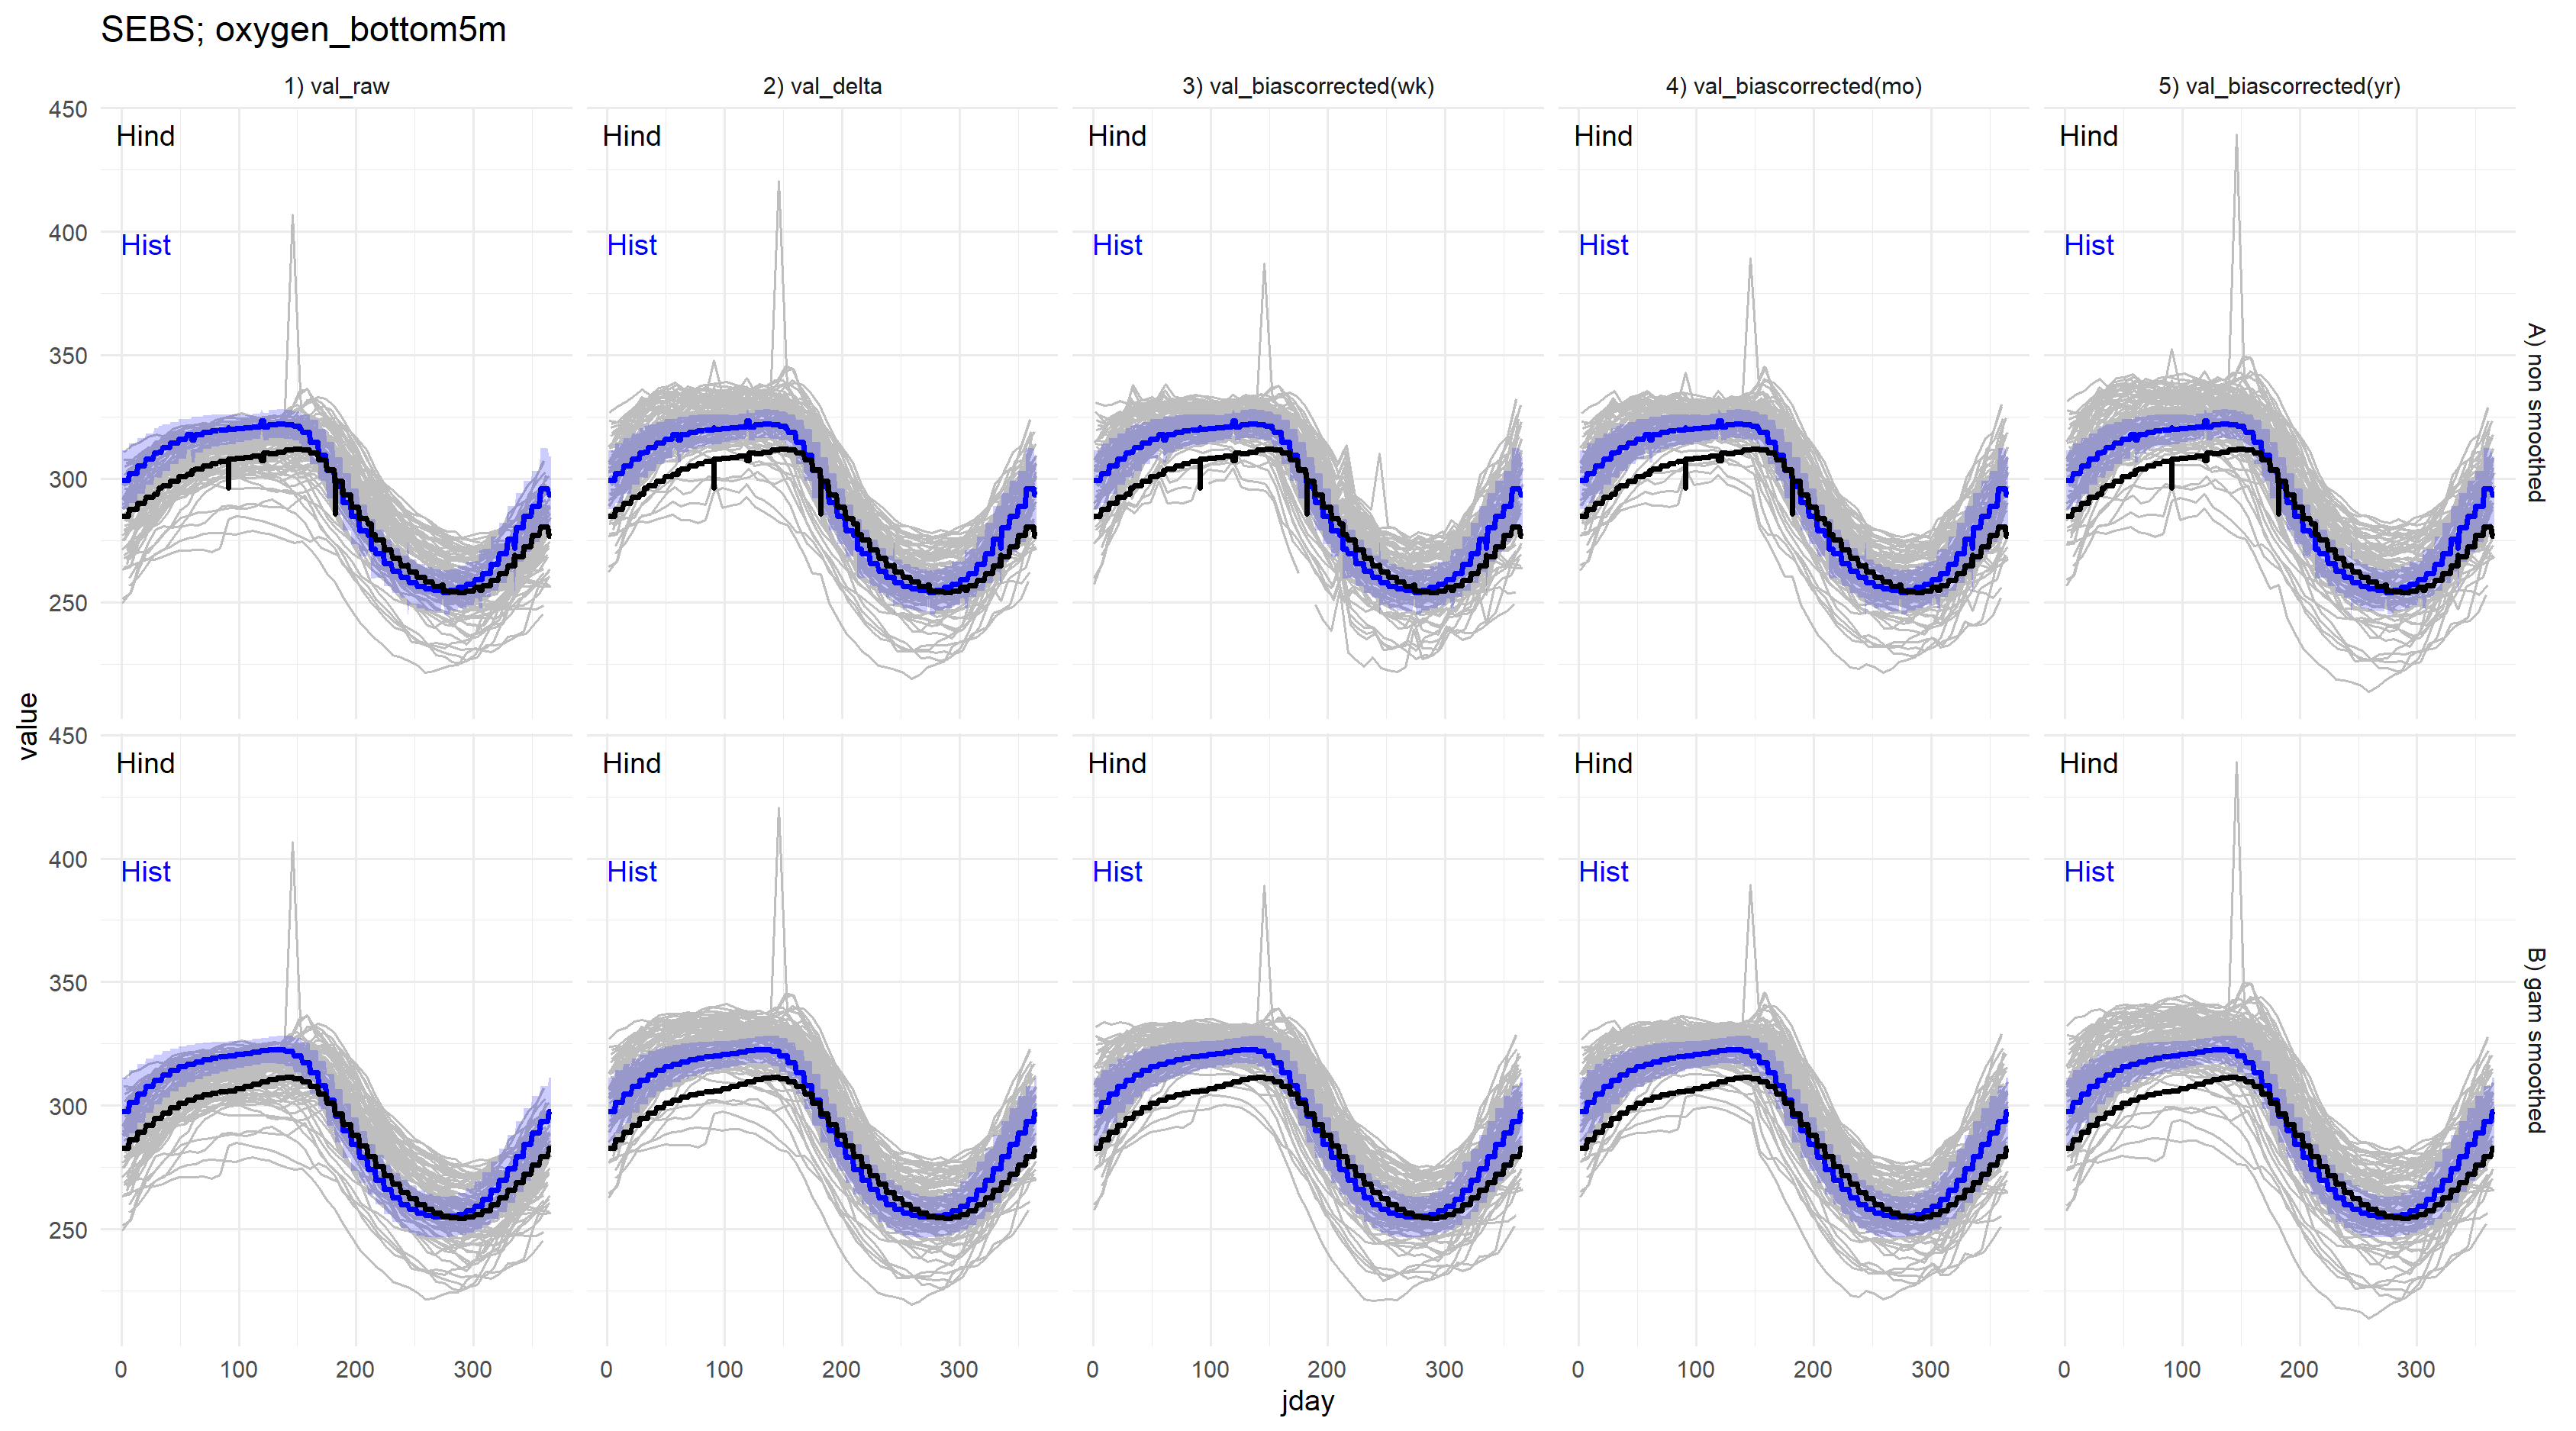 SEBS; oxygen_bottom5m
1) val_raw
2) val_delta
3) val_biascorrected(wk)
4) val_biascorrected(mo)
5) val_biascorrected(yr)
450
Hind
Hind
Hind
Hind
Hind
400
Hist
Hist
Hist
Hist
Hist
350
300
250
A) non smoothed
value
450
Hind
Hind
Hind
Hind
Hind
400
Hist
Hist
Hist
Hist
Hist
350
300
250
B) gam smoothed
0 100 200 300
0 100 200 300
0 100 200 300
0 100 200 300
0 100 200 300
jday